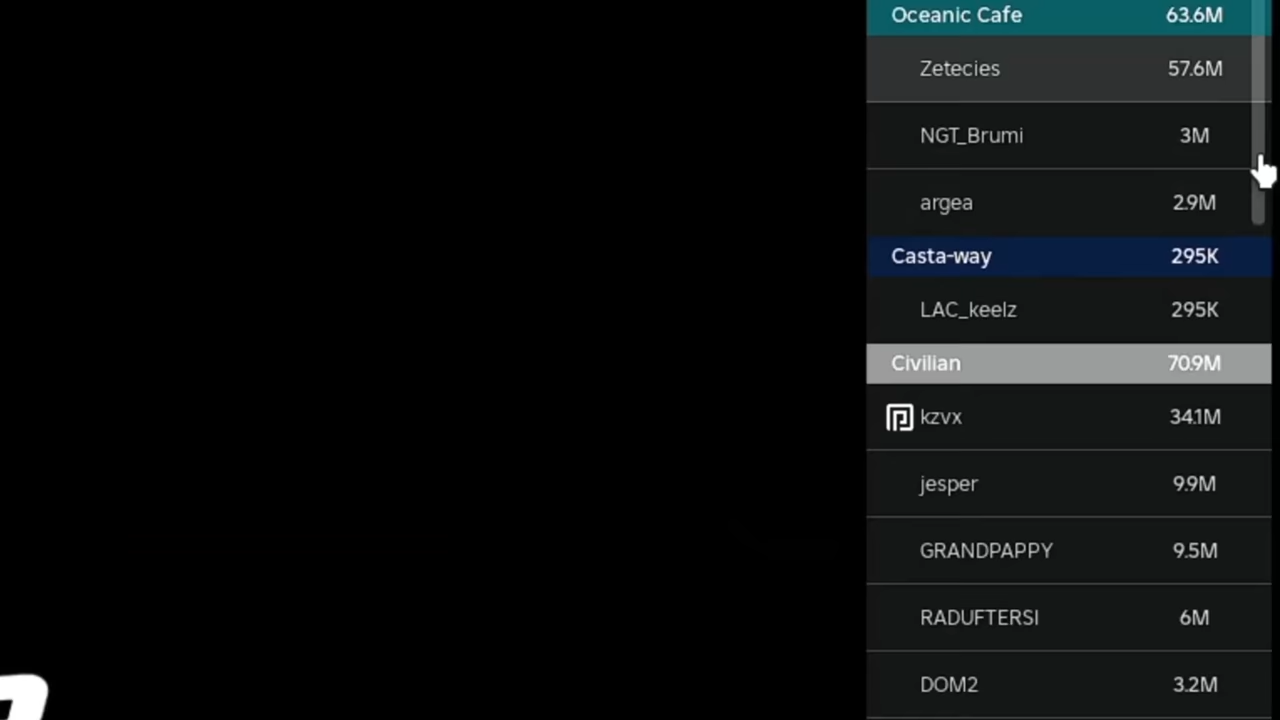 Oceanic Cafe 63.6M
Zetecies 57.6M
NGT_Brumi 3M
argea 2.9M
Casta-way 295K
LAC_keelz 295K
Civilian 70.9M
kzvx 34.1M
jesper 9.9M
GRANDPAPPY 9.5M
RADUFTERSI 6M
DOM2 3.2M